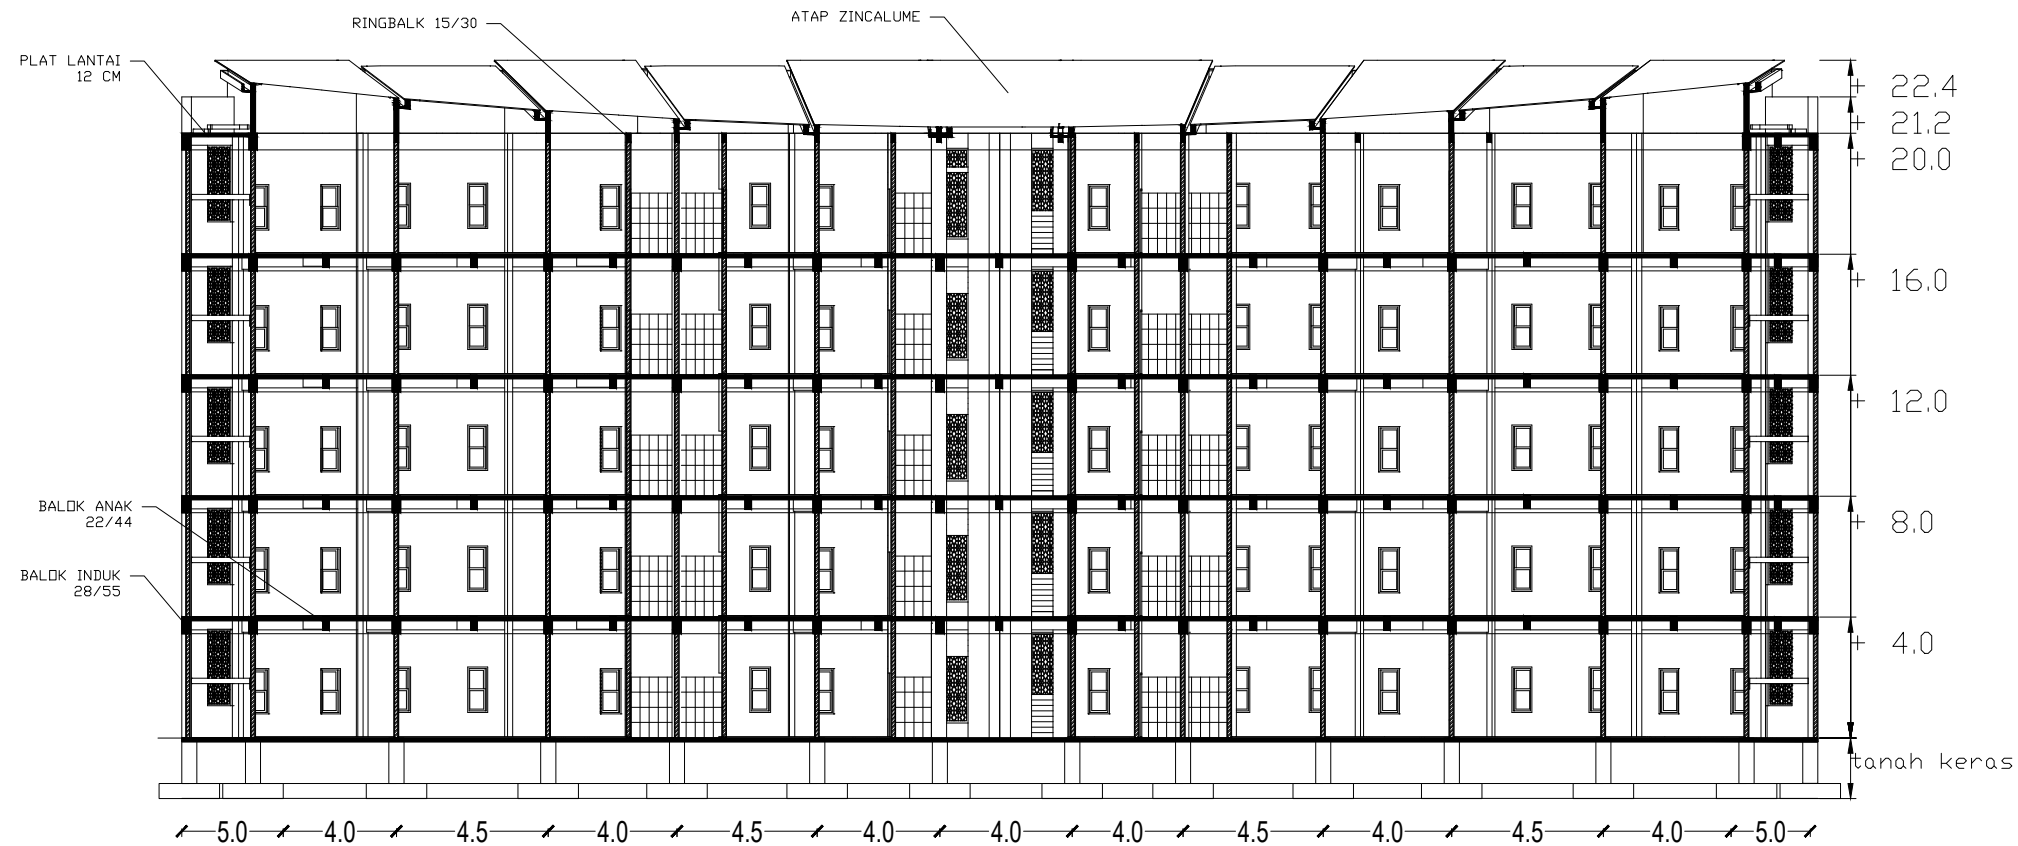 ATAP ZINCALUME
RINGBALK 15/30
PLAT LANTAI
12 CM
22.4
21.2
20.0
16.0
12.0
BALOK ANAK
22/44
8.0
BALOK INDUK
28/55
4.0
tanah keras
5.0 4.0 4.5 4.0 4.5 4.0 4.0 4.0 4.5 4.0 4.5 4.0 5.0